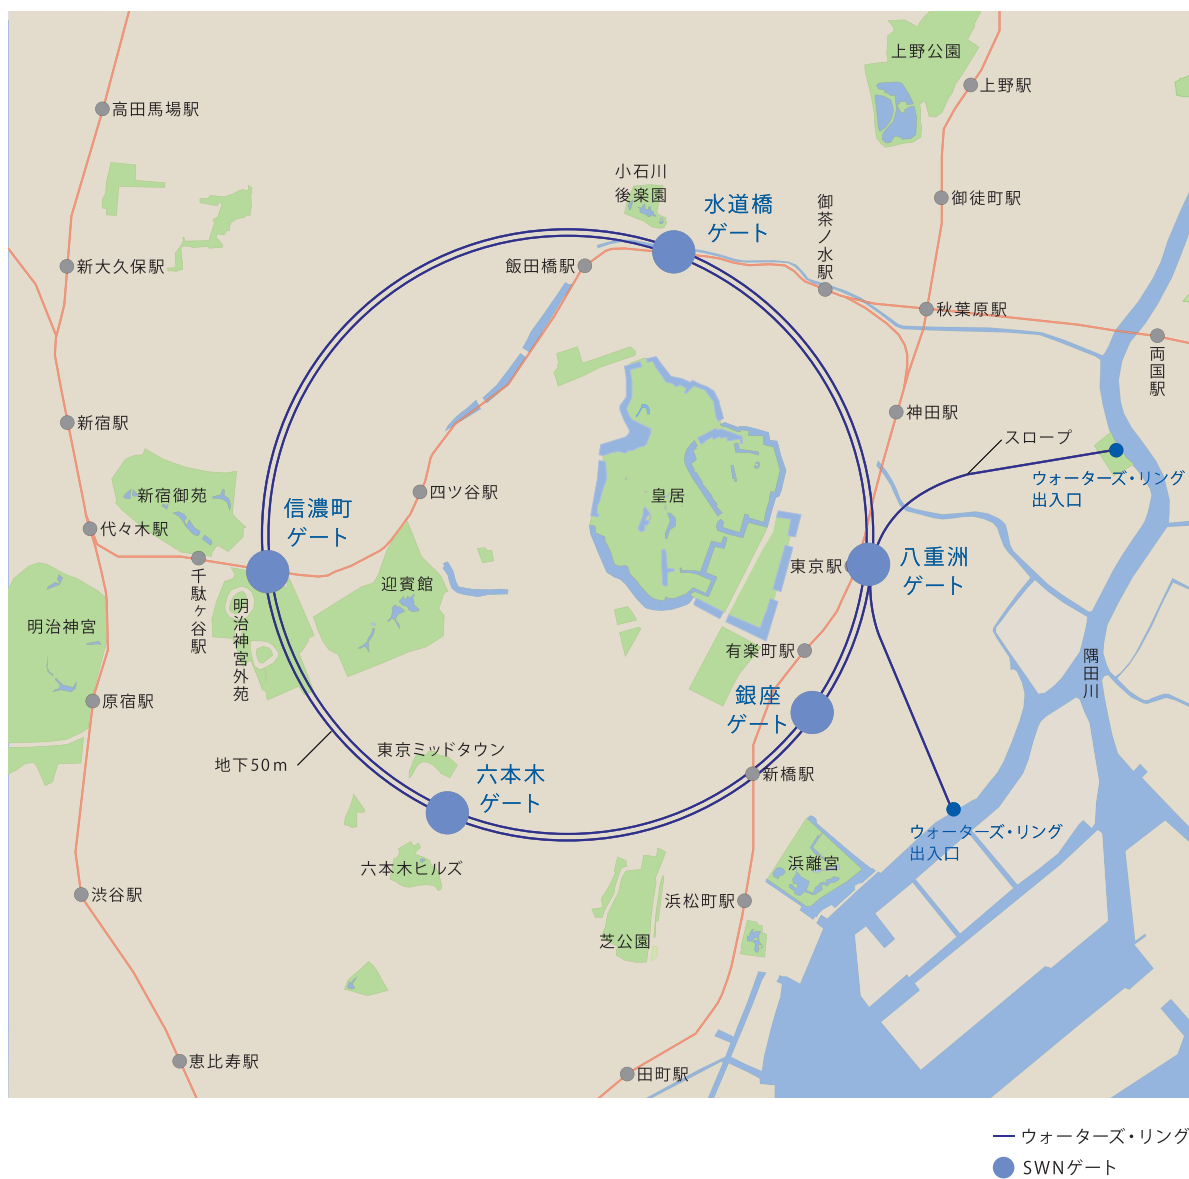 上野公園
上野駅
高田馬場駅
小石川
後楽園
水道橋
ゲート
御茶ノ水駅
御徒町駅
新大久保駅
飯田橋駅
秋葉原駅
両国駅
新宿駅
神田駅
スロープ
ウォーターズ・リング
出入口
四ツ谷駅
新宿御苑
皇居
信濃町
ゲート
代々木駅
八重洲
ゲート
東京駅
千駄ヶ谷駅
明治神宮外苑
迎賓館
明治神宮
有楽町駅
隅田川
銀座
ゲート
原宿駅
東京ミッドタウン
地下50m
六本木
ゲート
新橋駅
ウォーターズ・リング
出入口
六本木ヒルズ
浜離宮
渋谷駅
浜松町駅
芝公園
恵比寿駅
田町駅
ウォーターズ・リング
SWNゲート